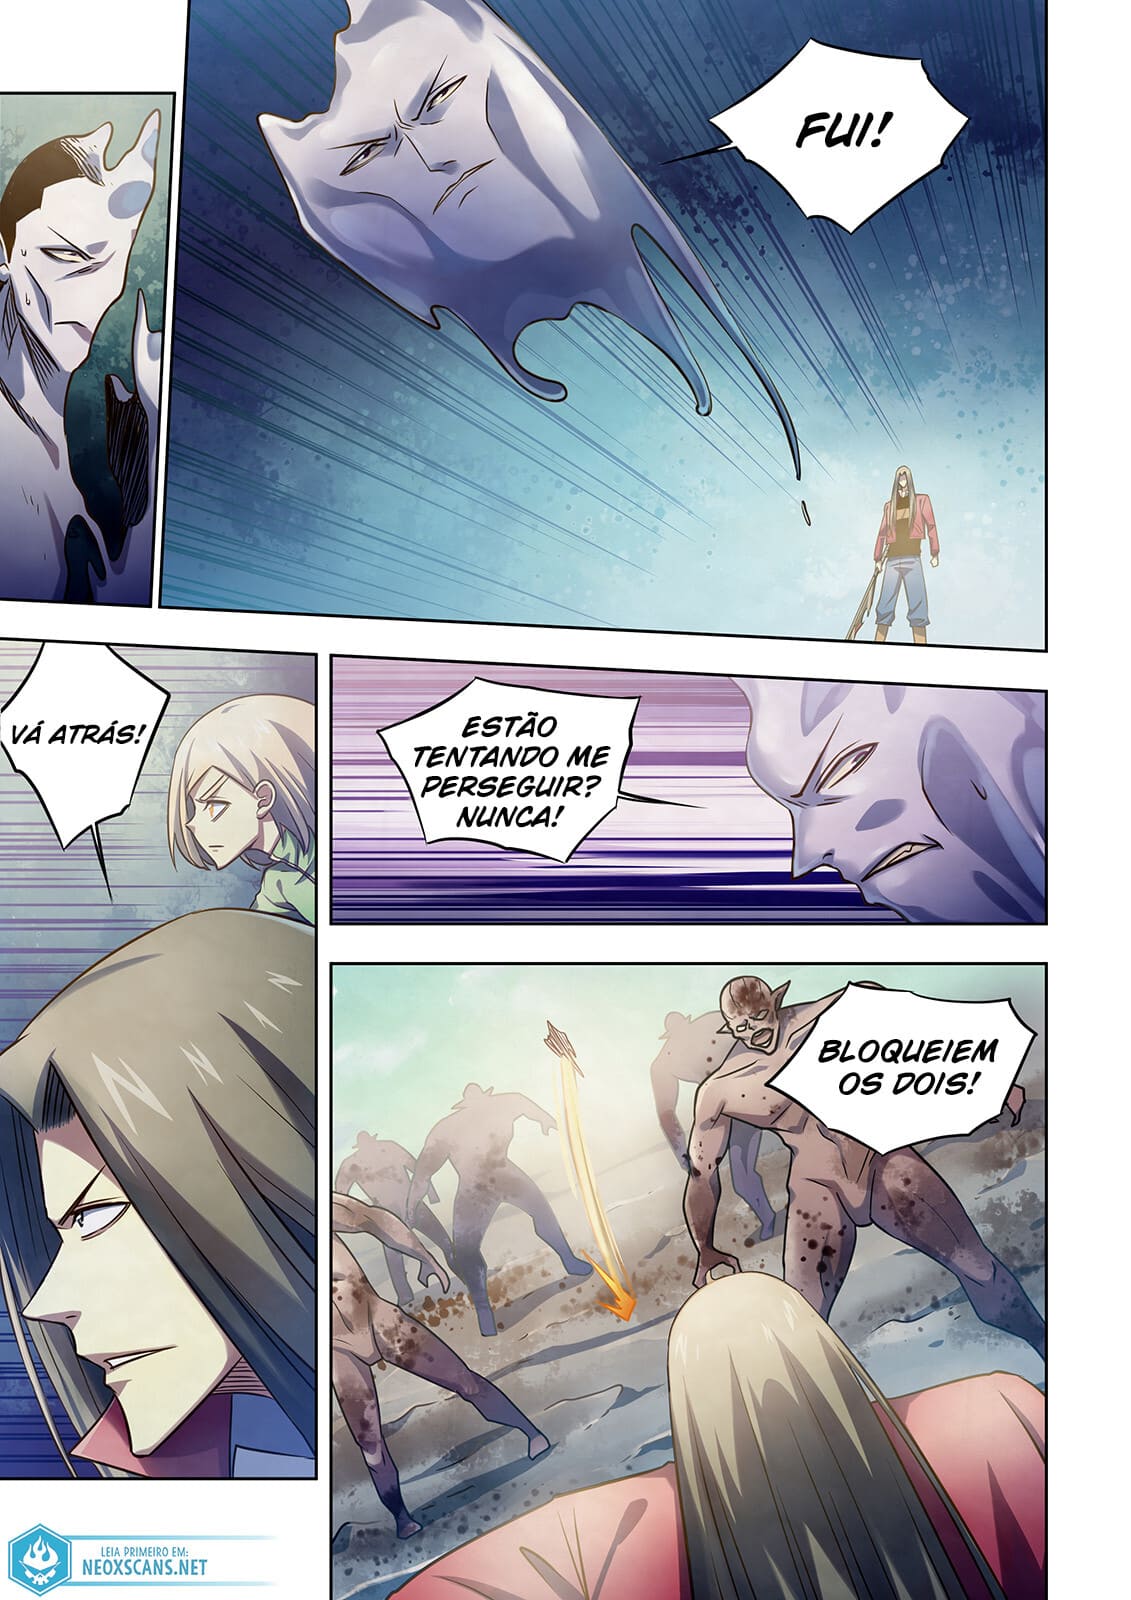 FUI!
ESTÃO
TENTANDO ME
PERSEGUIR?
NUNCA!
VÁ ATRÁS!
BLOQUEIEM
OS DOIS!
LEIA PRIMEIRO EM:
NEOXSCANS.NET